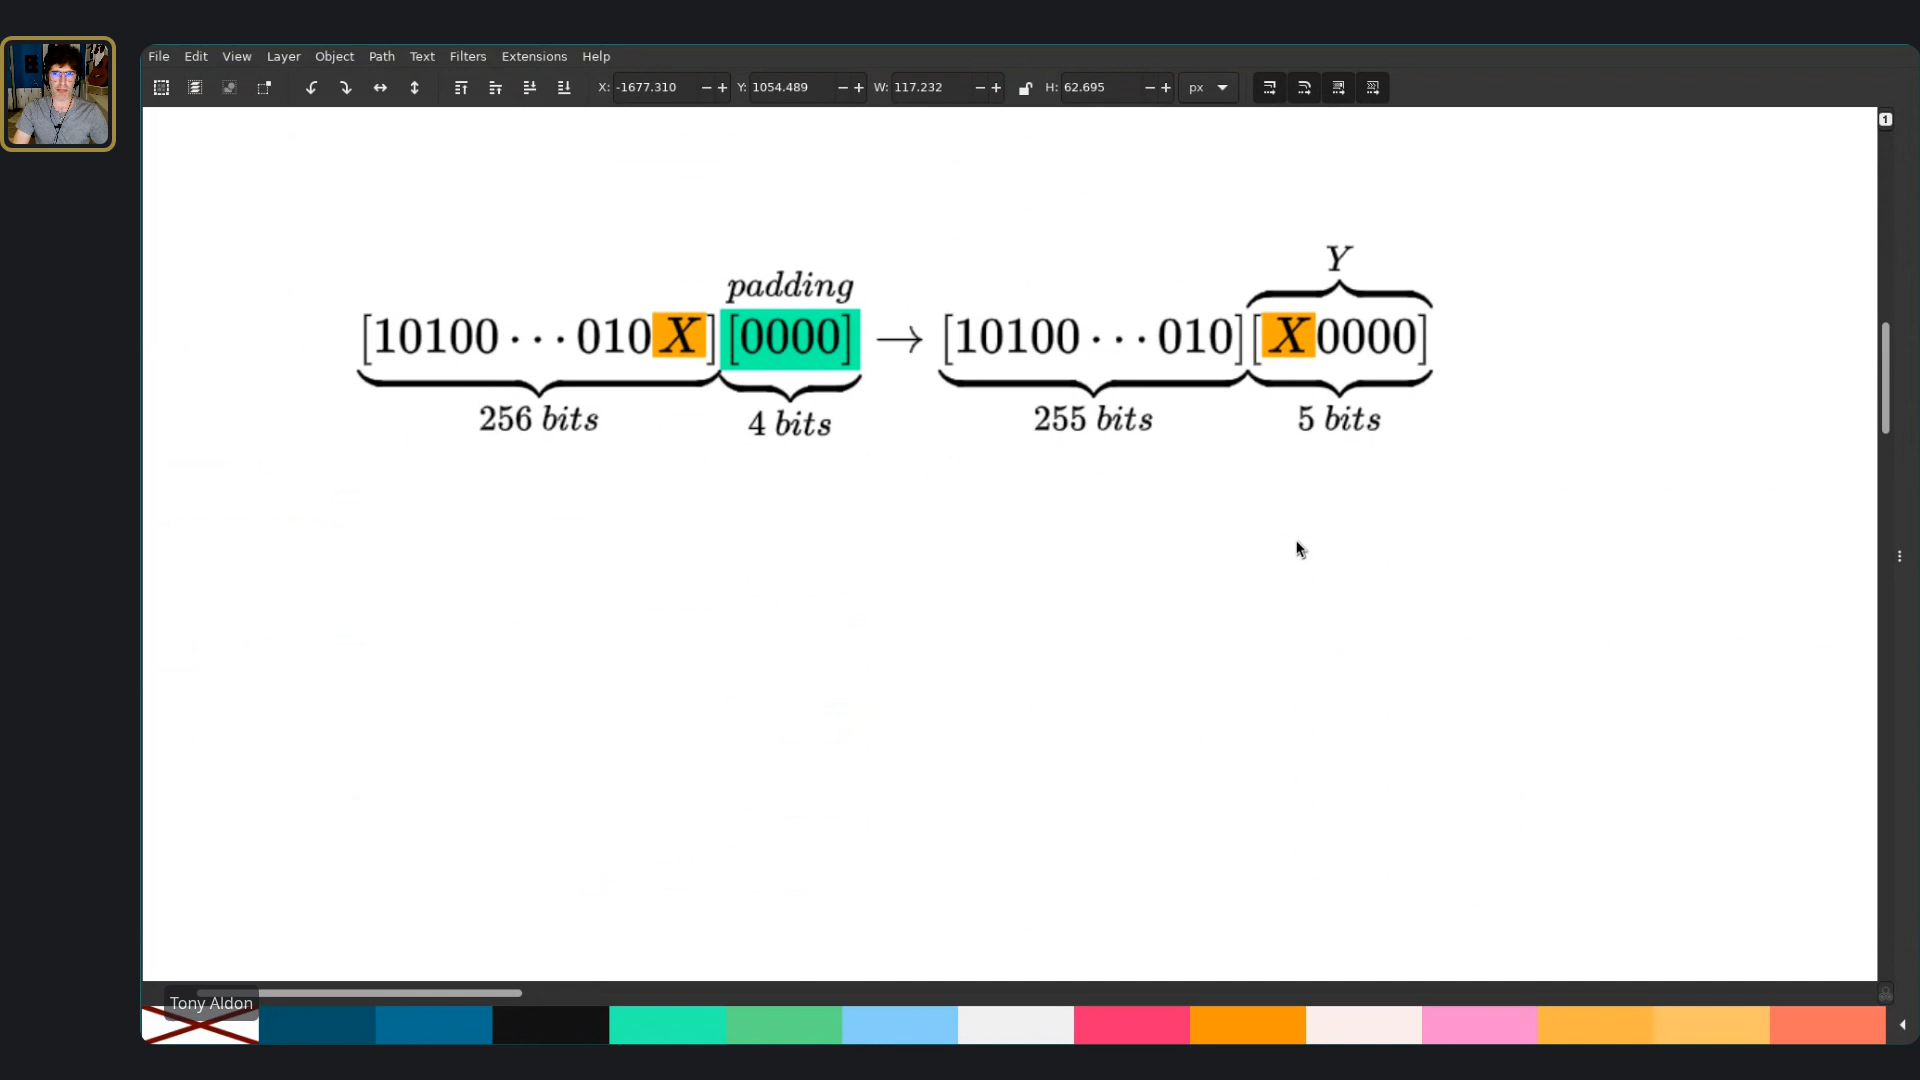 File Edit View Layer Object Path Text Filters Extensions Help
X: -1677.310 − + Y: 1054.489 − + W: 117.232 − + H: 62.695 − + px
1
Y
padding
[10100 · · · 010X] [0000] → [10100 · · · 010] [X0000]
256 bits 4 bits 255 bits 5 bits
Tony Aldon